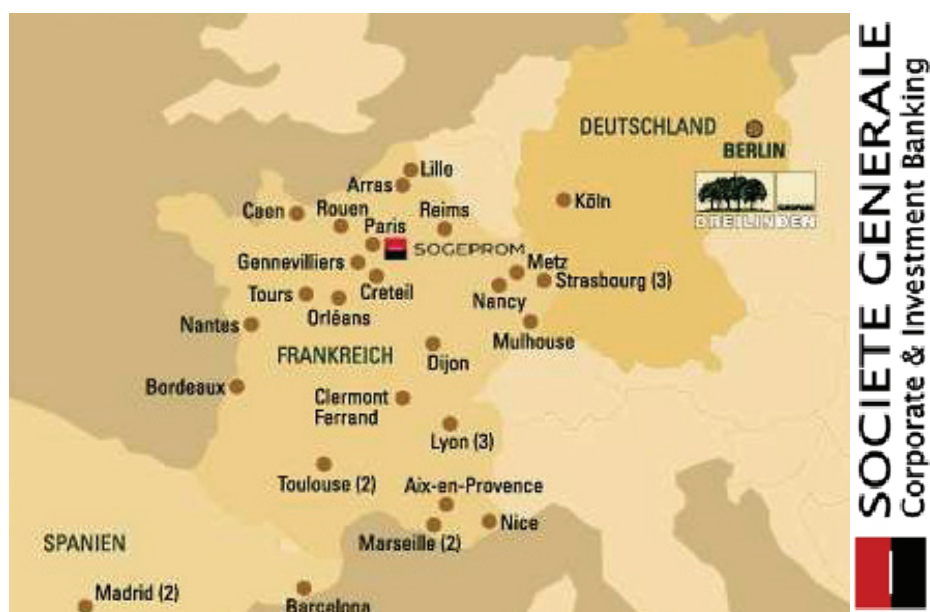 DEUTSCHLAND
BERLIN
DREILINDEN
Lille
Arras
Köln
Caen
Rouen
Reims
Paris
SOGEPROM
Gennevilliers
Metz
Strasbourg (3)
Creteil
Nancy
Tours
Orléans
Nantes
Mulhouse
FRANKREICH
Dijon
Bordeaux
Clermont
Ferrand
Lyon (3)
Toulouse (2)
Aix-en-Provence
Nice
Marseille (2)
SPANIEN
Madrid (2)
Barcelona
SOCIETE GENERALE
Corporate & Investment Banking